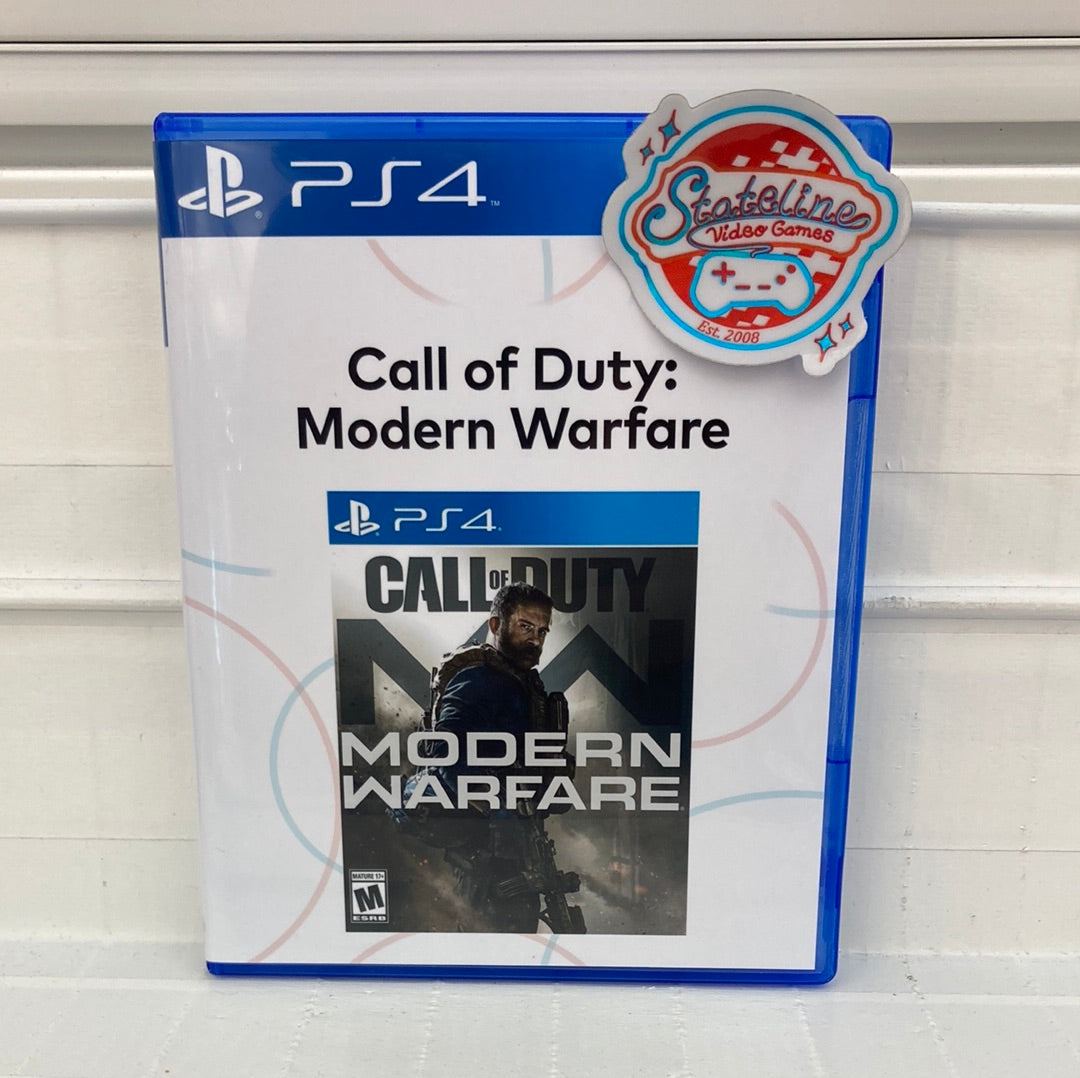 PS4
Stateline
Video Games
Est. 2008
Call of Duty:
Modern Warfare
PS4
CALL OF DUTY
MODERN
WARFARE
MATURE 17+
M
ESRB